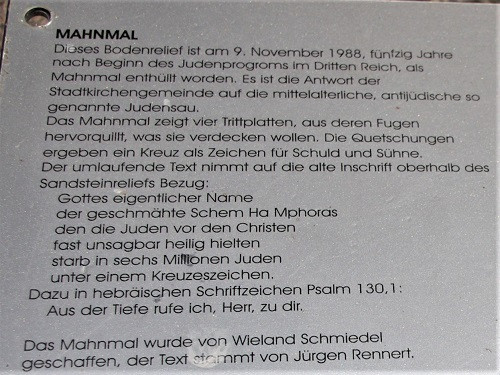 MAHNMAL
Dieses Bodenrelief ist am 9. November 1988, fünfzig Jahre
nach Beginn des Judenprogroms im Dritten Reich, als
Mahnmal enthüllt worden. Es ist die Antwort der
Stadtkirchengemeinde auf die mittelalterliche, antijüdische so
genannte Judensau.
Das Mahnmal zeigt vier Trittplatten, aus deren Fugen
hervorquillt, was sie verdecken wollen. Die Quetschungen
ergeben ein Kreuz als Zeichen für Schuld und Sühne.
Der umlaufende Text nimmt auf die alte Inschrift oberhalb des
Sandsteinreliefs Bezug:
Gottes eigentlicher Name
der geschmähte Schem Ha Mphoras
den die Juden vor den Christen
fast unsagbar heilig hielten
starb in sechs Millionen Juden
unter einem Kreuzeszeichen.
Dazu in hebräischen Schriftzeichen Psalm 130,1:
Aus der Tiefe rufe ich, Herr, zu dir.
Das Mahnmal wurde von Wieland Schmiedel
geschaffen, der Text stammt von Jürgen Rennert.